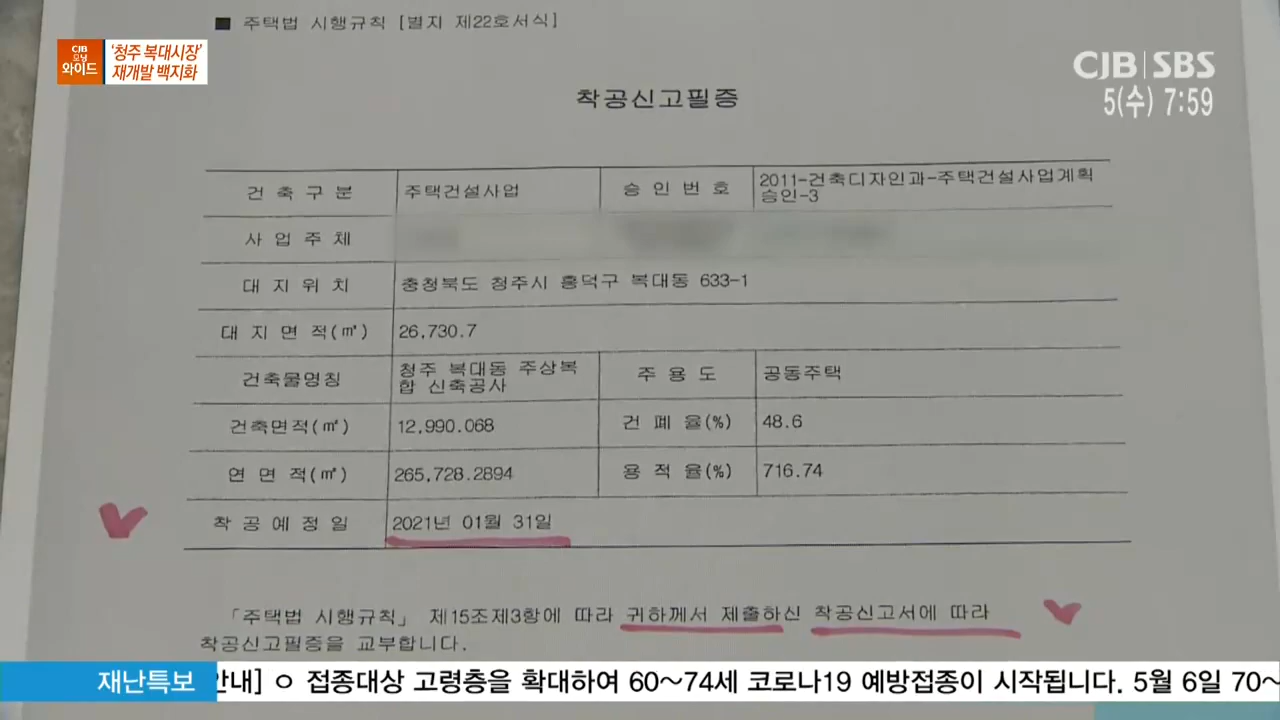 ■ 주택법 시행규칙 [별지 제22호서식]
CJB 모닝 와이드
'청주 복대시장'
재개발 백지화
CJB SBS
5(수) 7:59
착공신고필증
건축구분 주택건설사업 승인번호 2011-건축디자인과-주택건설사업계획
승인-3
사업주체
대지위치 충청북도 청주시 흥덕구 복대동 633-1
대지면적(㎡) 26,730.7
건축물명칭 청주 복대동 주상복
합 신축공사 주용도 공동주택
건축면적(㎡) 12,990.068 건폐율(%) 48.6
연면적(㎡) 265,728.2894 용적율(%) 716.74
착공예정일 2021년 01월 31일
「주택법 시행규칙」 제15조제3항에 따라 귀하께서 제출하신 착공신고서에 따라
착공신고필증을 교부합니다.
재난특보 안내] ㅇ 접종대상 고령층을 확대하여 60~74세 코로나19 예방접종이 시작됩니다. 5월 6일 70~